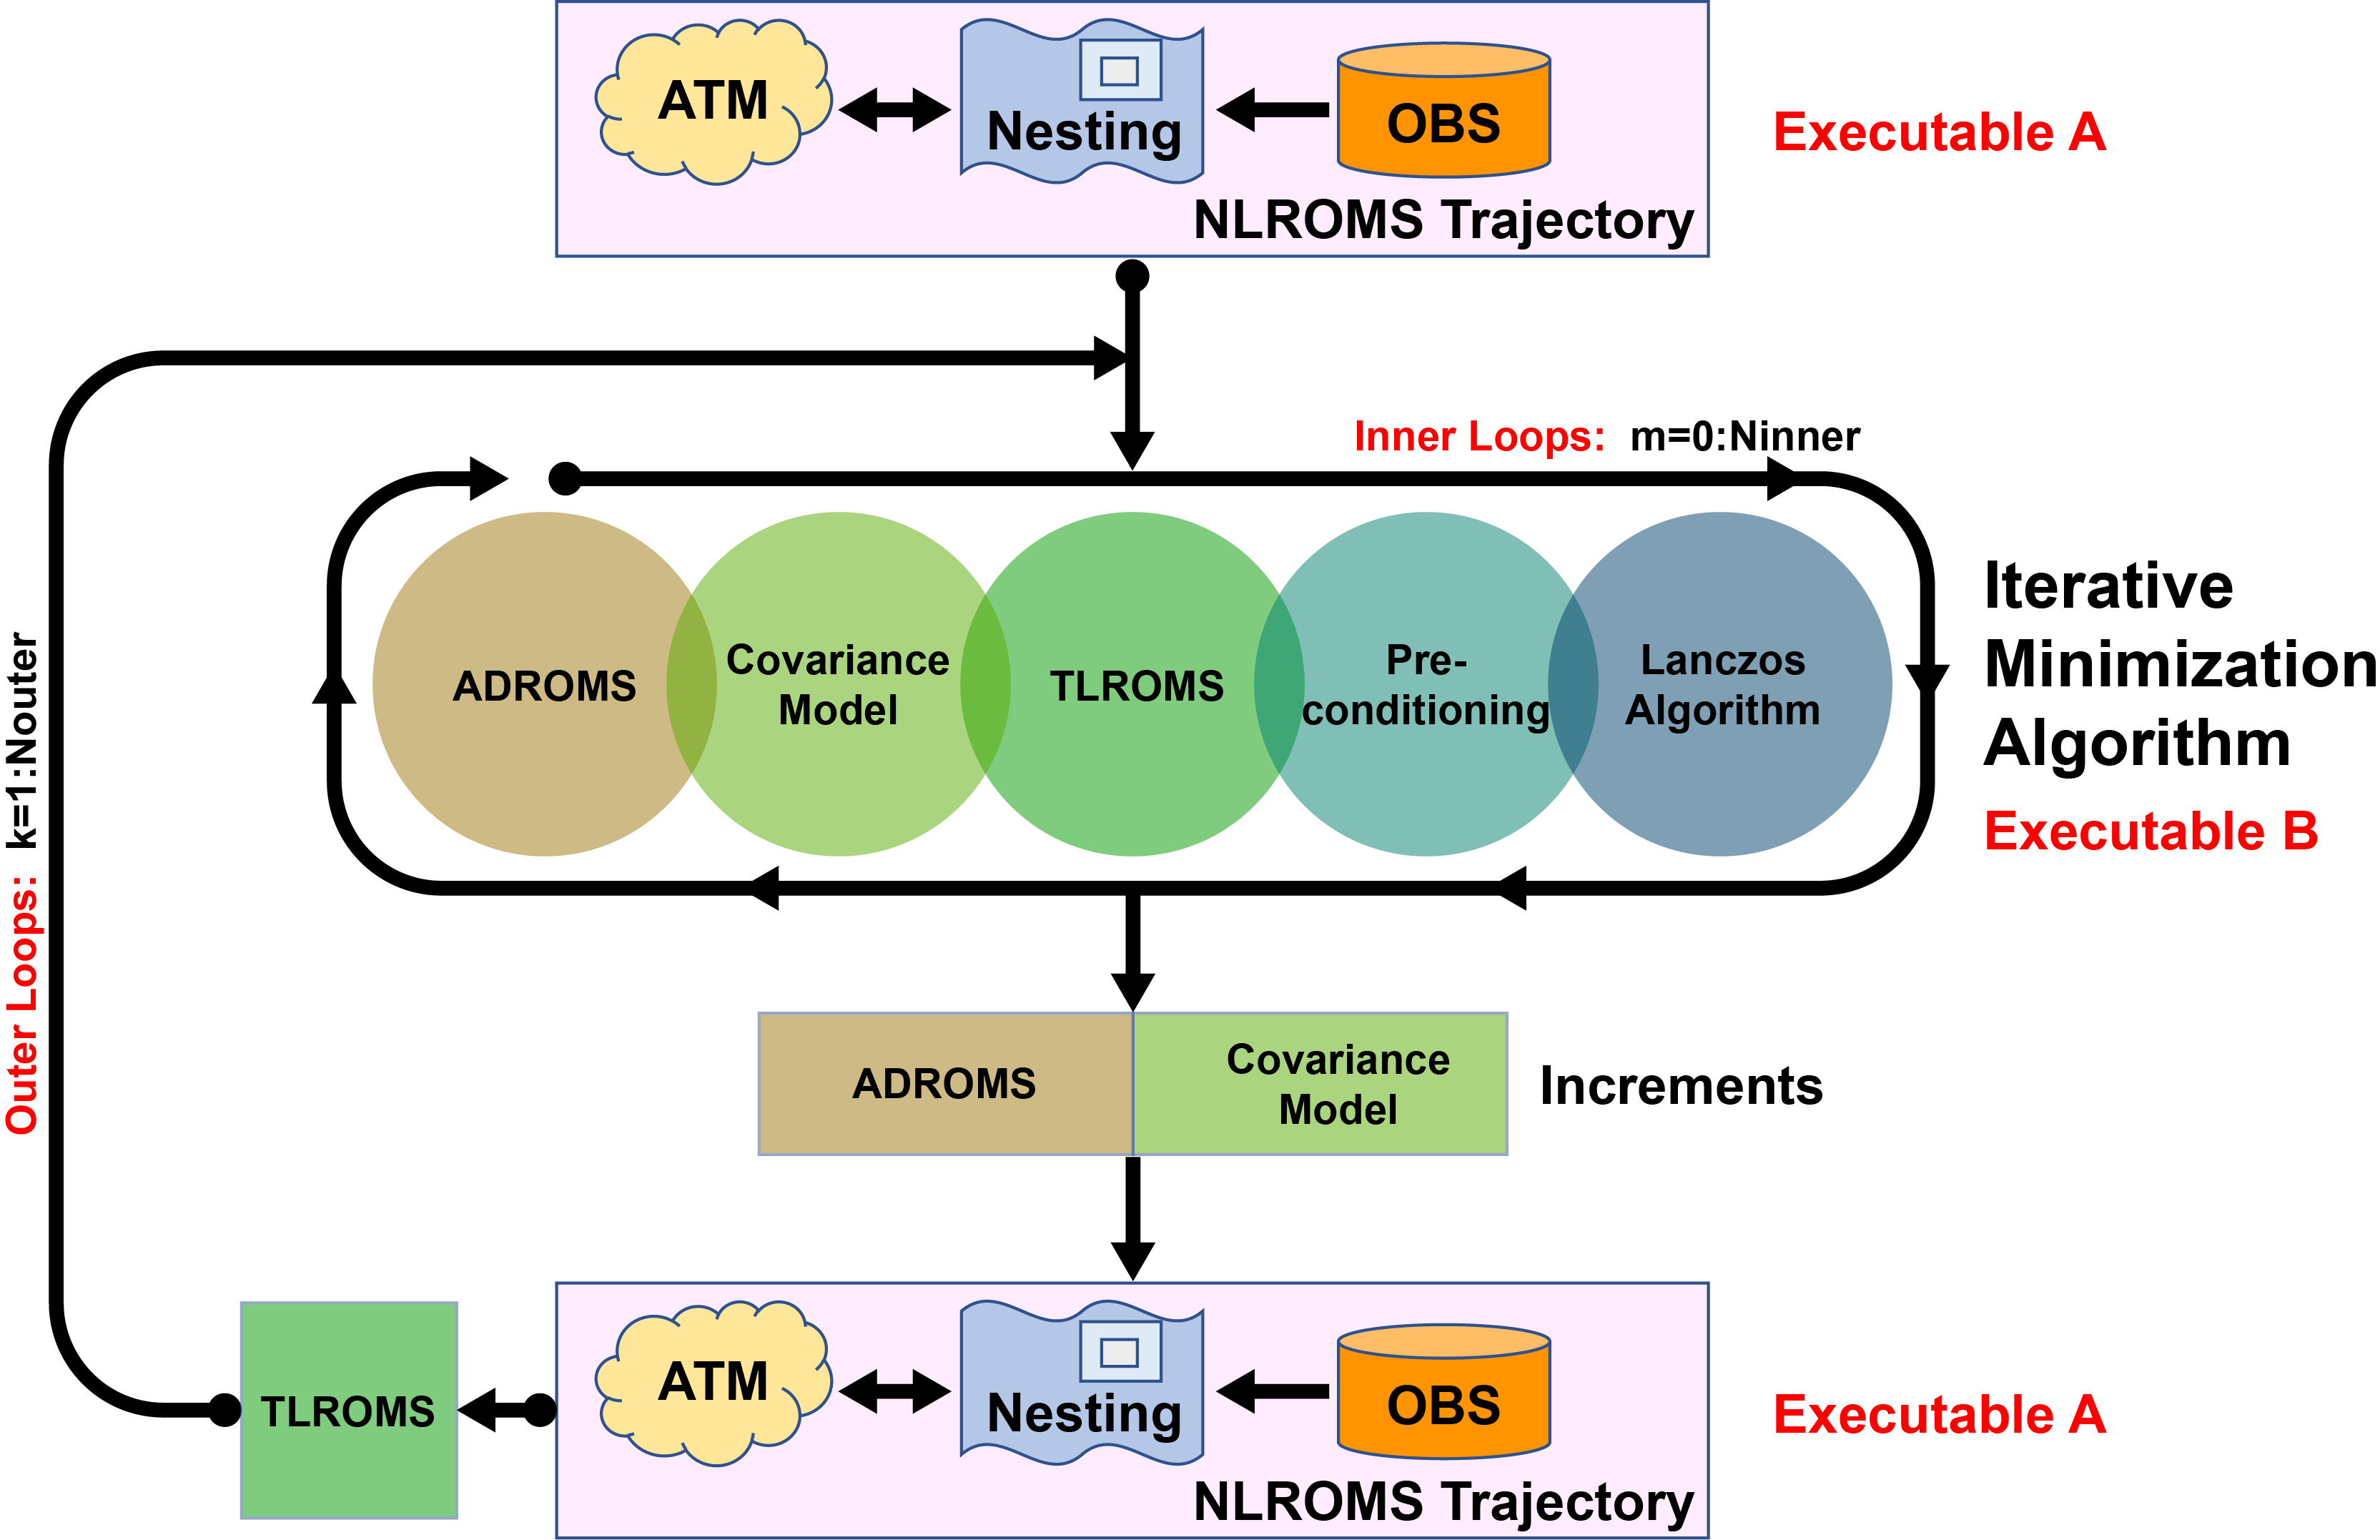 ATM
Nesting
OBS
NLROMS Trajectory
Executable A
Inner Loops: m=0:Ninner
Outer Loops: k=1:Nouter
ADROMS
Covariance
Model
TLROMS
Pre-
conditioning
Lanczos
Algorithm
Iterative
Minimization
Algorithm
Executable B
ADROMS
Covariance
Model
Increments
TLROMS
ATM
Nesting
OBS
NLROMS Trajectory
Executable A